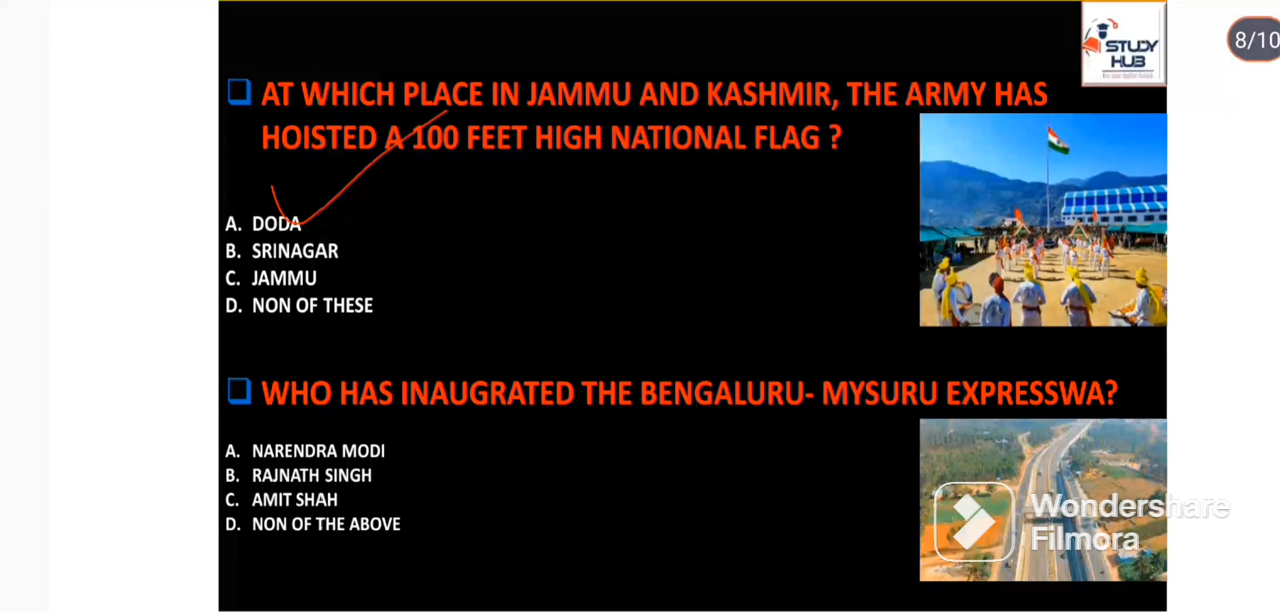 STUDY
HUB
8/10
AT WHICH PLACE IN JAMMU AND KASHMIR, THE ARMY HAS
HOISTED A 100 FEET HIGH NATIONAL FLAG ?
A. DODA
B. SRINAGAR
C. JAMMU
D. NON OF THESE
WHO HAS INAUGRATED THE BENGALURU- MYSURU EXPRESSWA?
A. NARENDRA MODI
B. RAJNATH SINGH
C. AMIT SHAH
D. NON OF THE ABOVE
Wondershare
Filmora